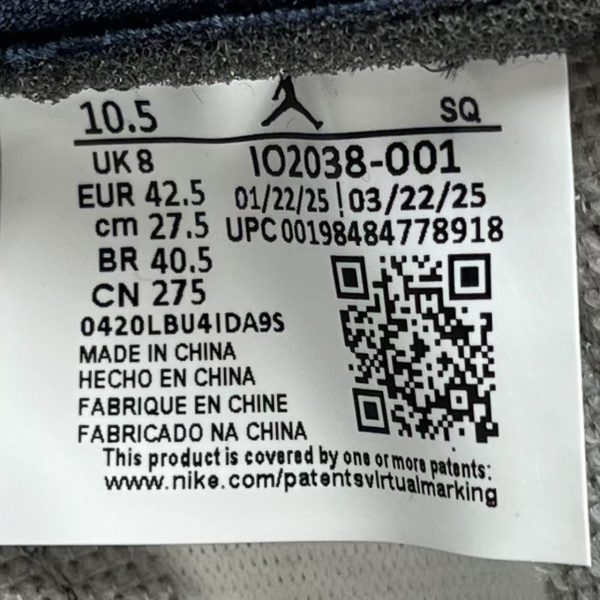 10.5 SQ
UK 8 IO2038-001
EUR 42.5 01/22/25 | 03/22/25
cm 27.5 UPC 00198484778918
BR 40.5
CN 275
0420LBU4IDA9S
MADE IN CHINA
HECHO EN CHINA
FABRIQUE EN CHINE
FABRICADO NA CHINA
This product is covered by one or more patents:
www.nike.com/patentsvirtualmarking